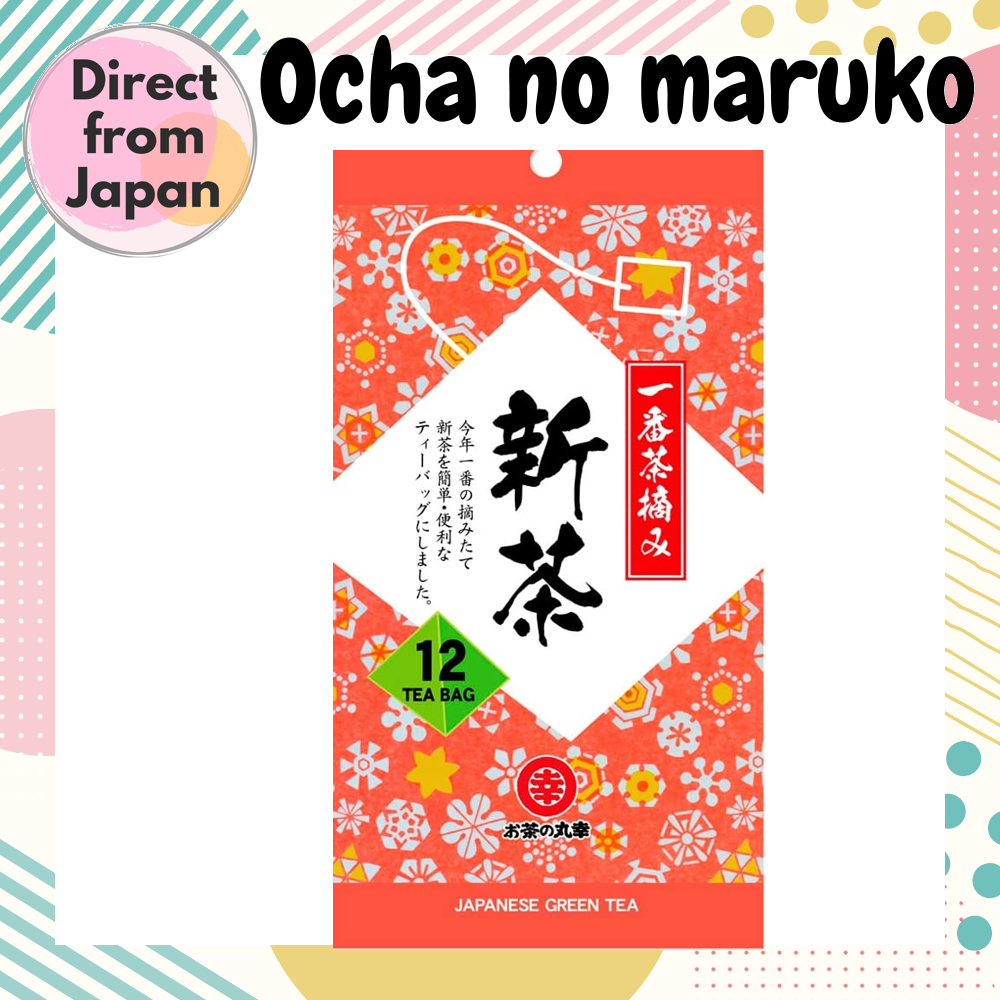 Direct
from
Japan
Ocha no maruko
一番茶摘み
新茶
今年一番の摘みたて
新茶を簡単・便利な
ティーバッグにしました。
12
TEA BAG
幸
お茶の丸幸
JAPANESE GREEN TEA